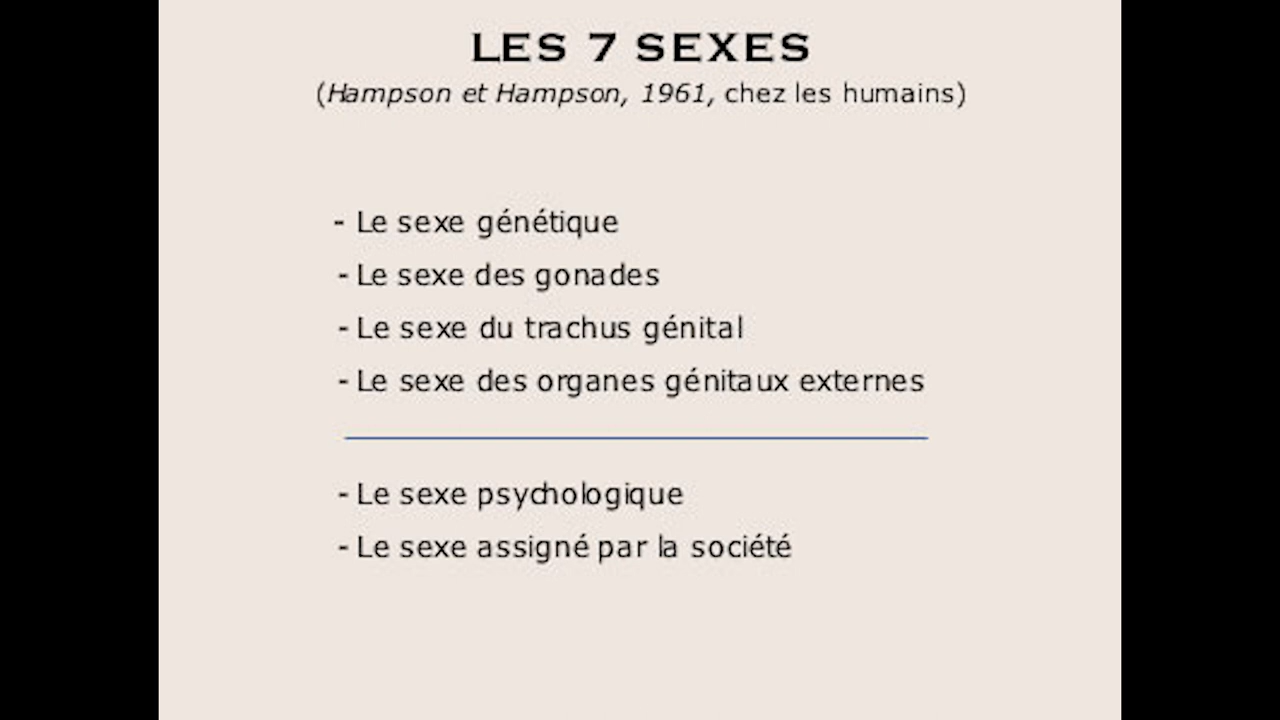 LES 7 SEXES
(Hampson et Hampson, 1961, chez les humains)
- Le sexe génétique
- Le sexe des gonades
- Le sexe du trachus génital
- Le sexe des organes génitaux externes
- Le sexe psychologique
- Le sexe assigné par la société